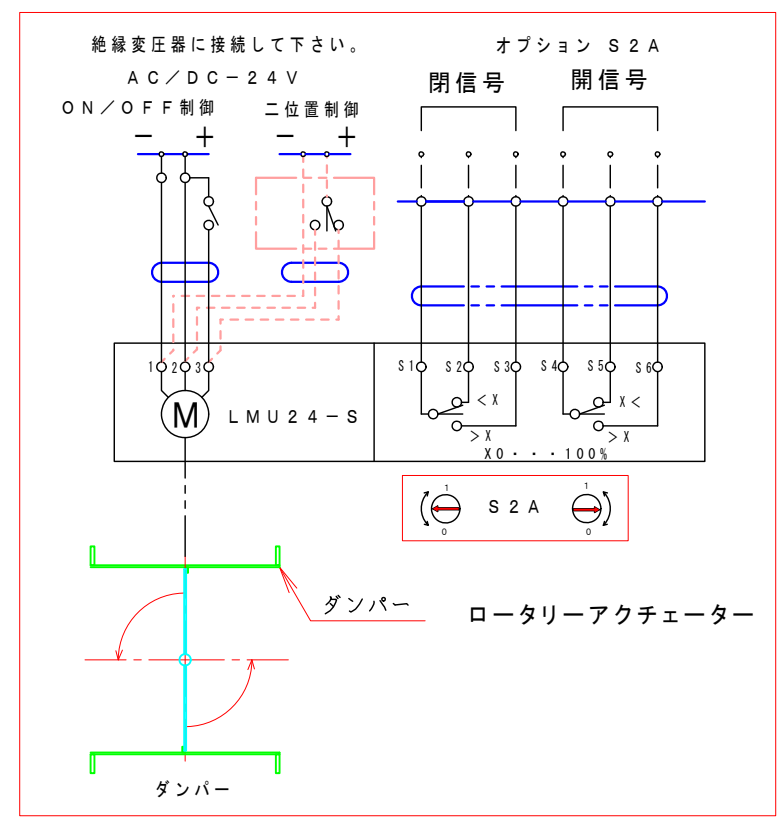 絶縁変圧器に接続して下さい。
オプション S2A
AC/DC-24V
閉信号
開信号
ON/OFF制御
二位置制御
- +
- +
1 2 3
S1 S2 S3 S4 S5 S6
M
LMU24-S
<X
X<
>X
>X
X0・・・100%
1
0
S2A
1
0
ダンパー
ロータリーアクチェーター
ダンパー